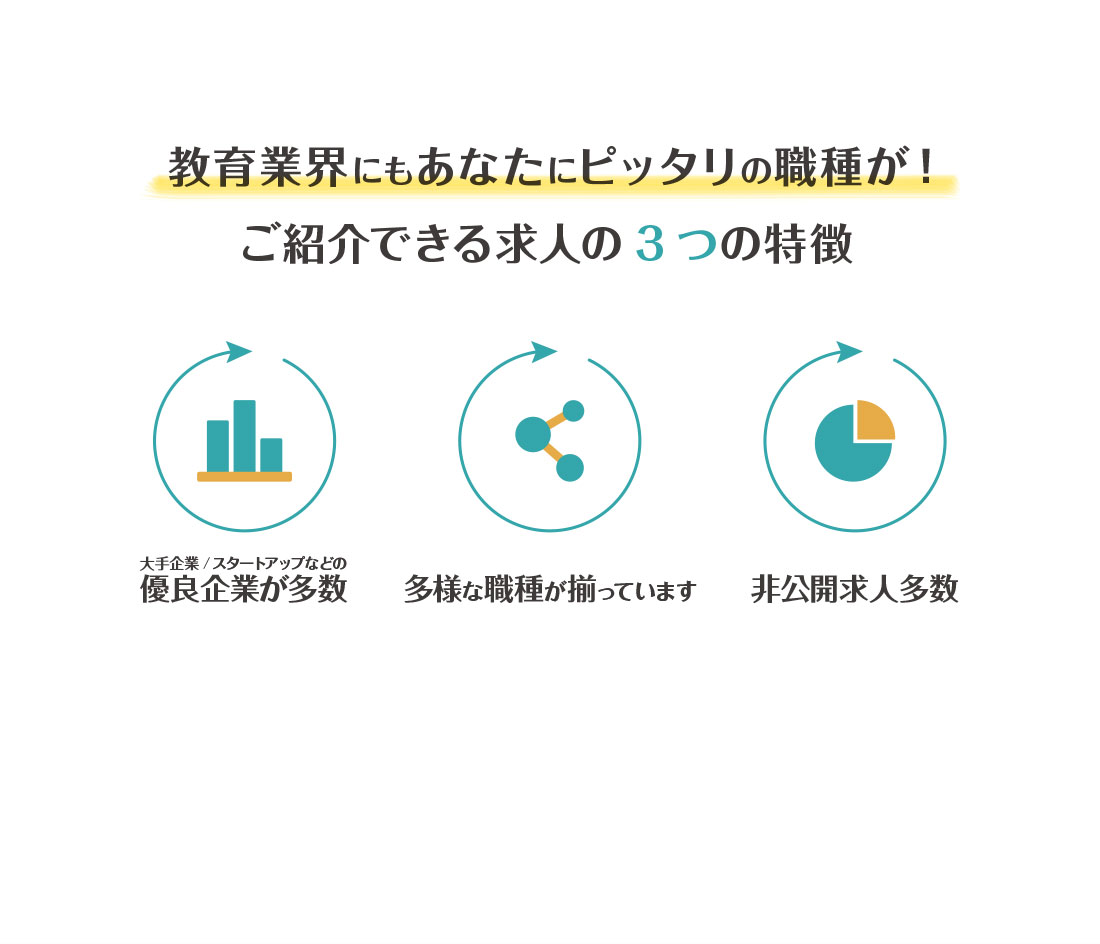 教育業界にもあなたにピッタリの職種が！
ご紹介できる求人の3つの特徴
大手企業/スタートアップなどの
優良企業が多数
多様な職種が揃っています
非公開求人多数